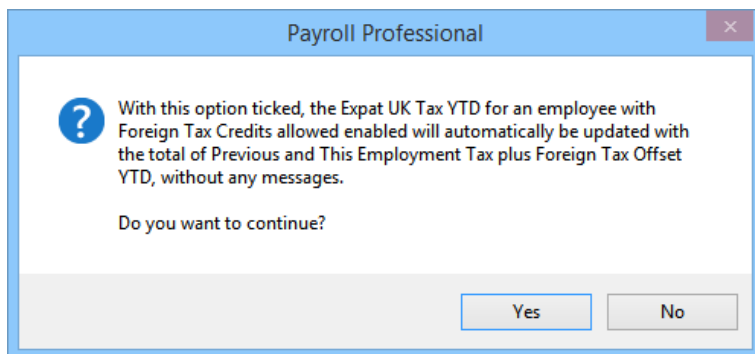 Payroll Professional
With this option ticked, the Expat UK Tax YTD for an employee with
Foreign Tax Credits allowed enabled will automatically be updated with
the total of Previous and This Employment Tax plus Foreign Tax Offset
YTD, without any messages.
Do you want to continue?
Yes
No